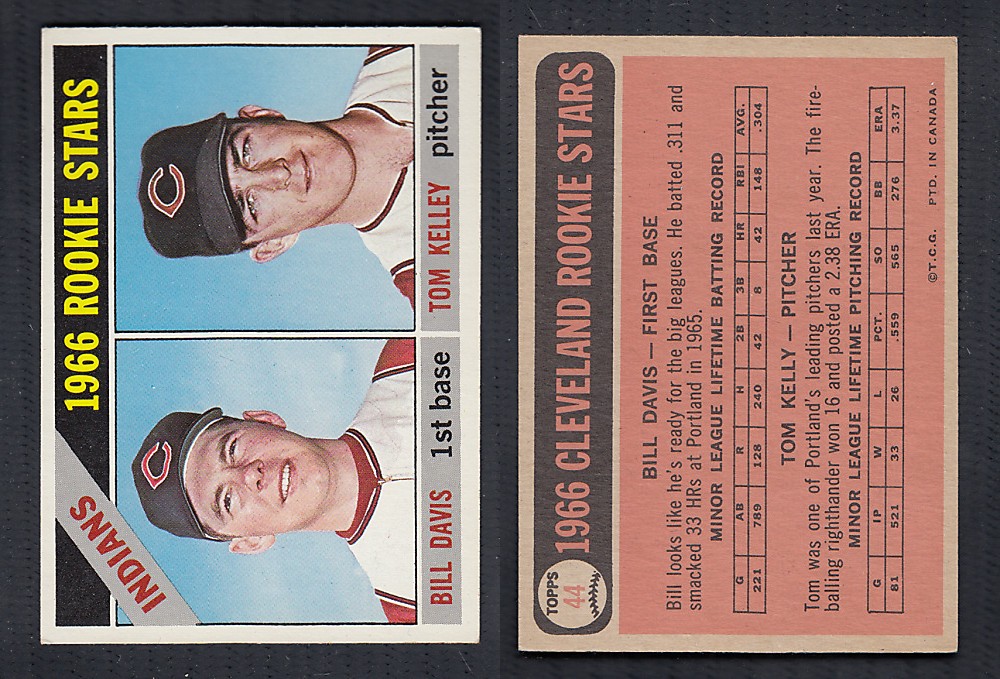 1966 ROOKIE STARS
INDIANS
C
C
BILL DAVIS 1st base
TOM KELLEY pitcher
TOPPS
44
1966 CLEVELAND ROOKIE STARS
BILL DAVIS — FIRST BASE
Bill looks like he's ready for the big leagues. He batted .311 and
smacked 33 HRs at Portland in 1965.
MINOR LEAGUE LIFETIME BATTING RECORD
G AB R H 2B 3B HR RBI AVG.
221 789 128 240 42 8 42 148 .304
TOM KELLY — PITCHER
Tom was one of Portland's leading pitchers last year. The fire-
balling righthander won 16 and posted a 2.38 ERA.
MINOR LEAGUE LIFETIME PITCHING RECORD
G IP W L PCT. SO BB ERA
81 521 33 26 .559 565 276 3.37
©T.C.G. PTD. IN CANADA·